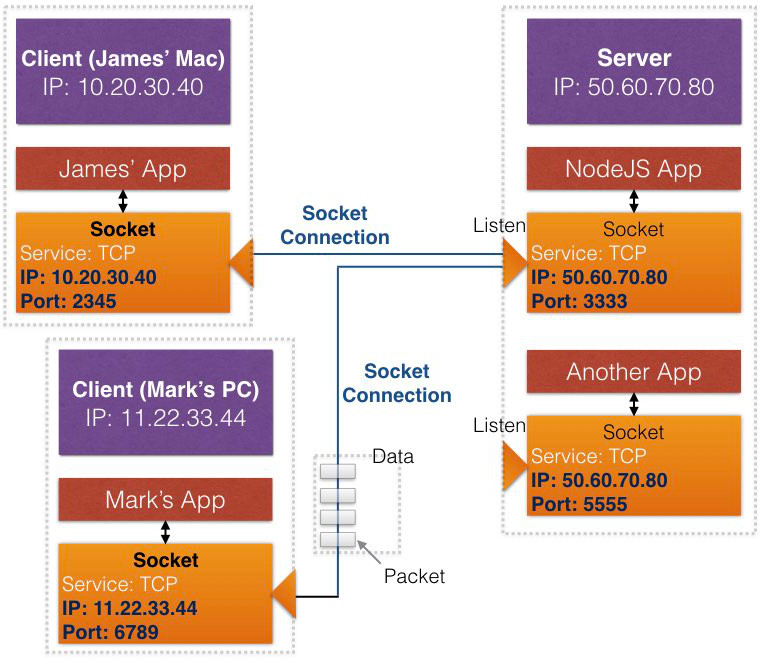 Client (James’ Mac)
IP: 10.20.30.40
James’ App
Socket
Service: TCP
IP: 10.20.30.40
Port: 2345
Socket
Connection
Server
IP: 50.60.70.80
NodeJS App
Listen
Socket
Service: TCP
IP: 50.60.70.80
Port: 3333
Another App
Listen
Socket
Service: TCP
IP: 50.60.70.80
Port: 5555
Client (Mark’s PC)
IP: 11.22.33.44
Mark’s App
Socket
Service: TCP
IP: 11.22.33.44
Port: 6789
Socket
Connection
Data
Packet